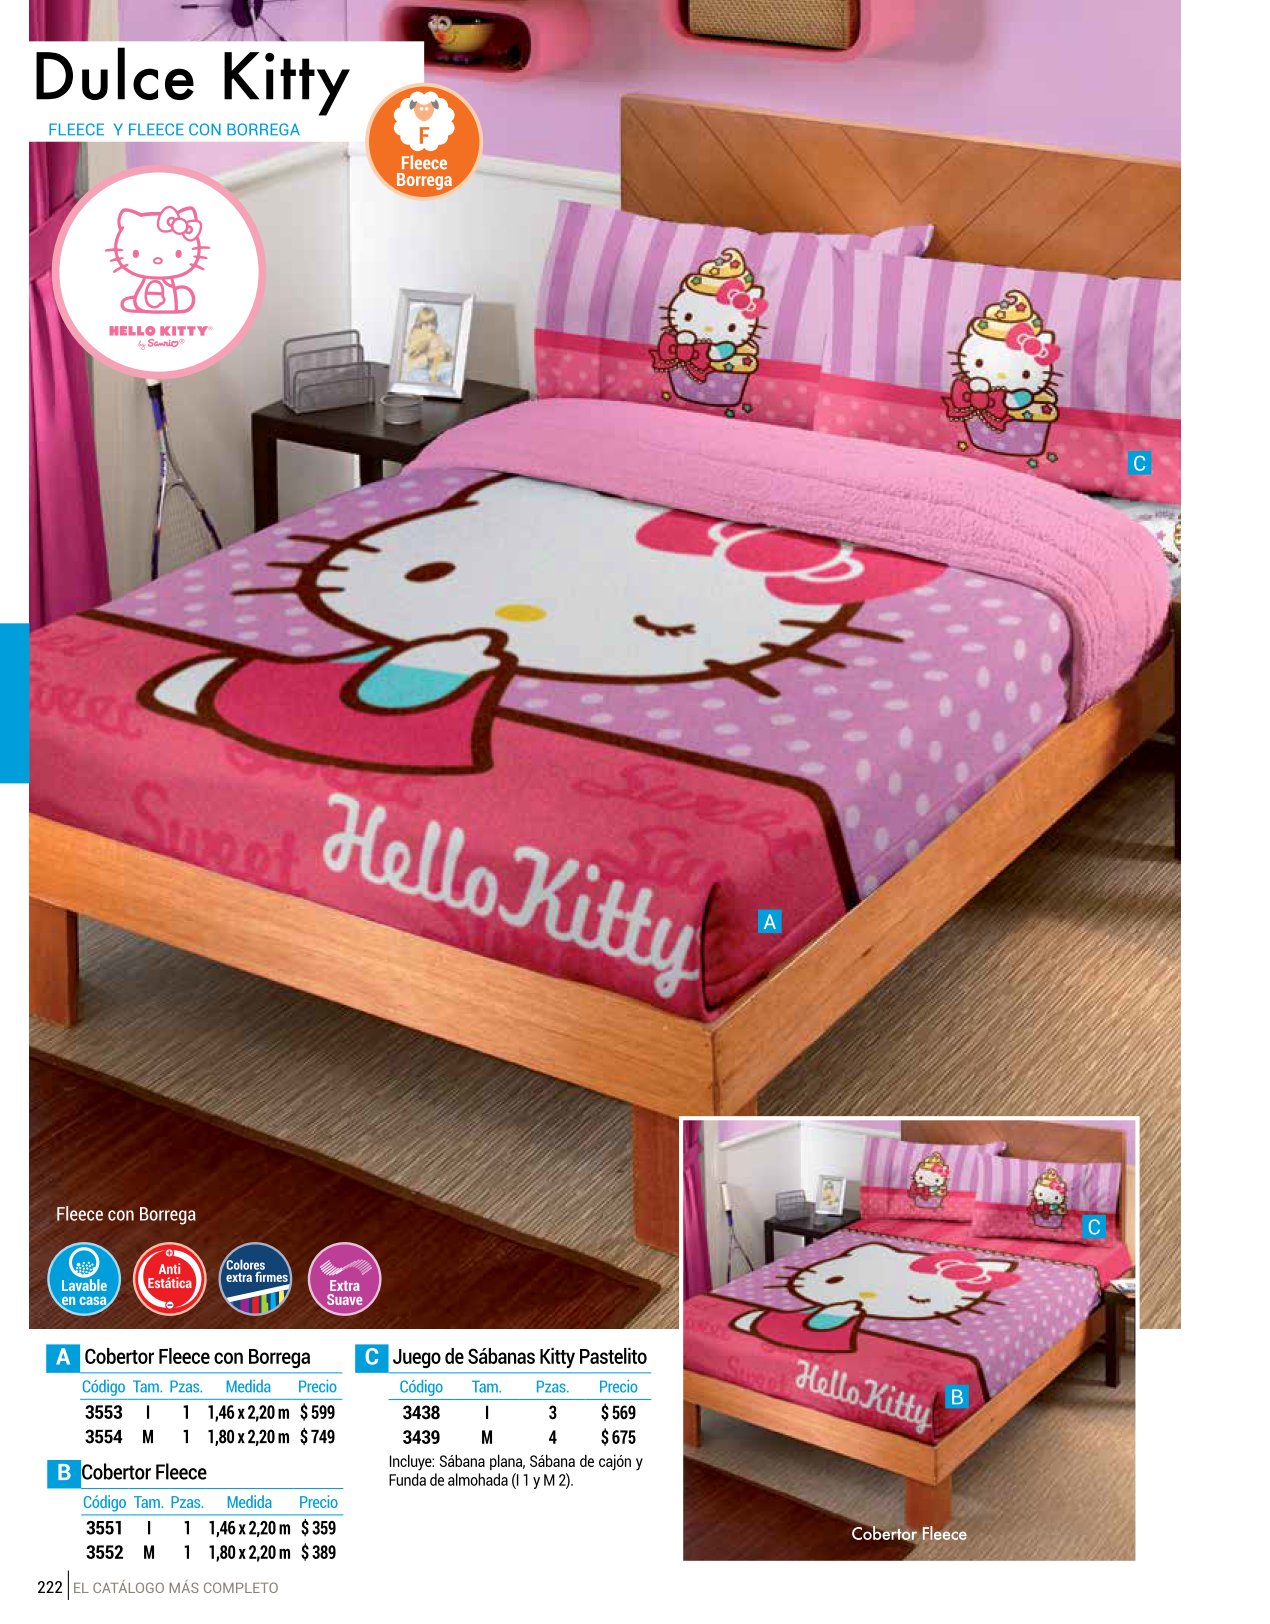 Dulce Kitty
FLEECE Y FLEECE CON BORREGA
F
Fleece
Borrega
HELLO KITTY®
by Sanrio®
C
Sweet
Sweet
Sweet
Hello Kitty
A
Fleece con Borrega
Lavable
en casa
Anti
Estática
Colores
extra firmes
Extra
Suave
C
Sweet
Hello Kitty
B
Cobertor Fleece
A Cobertor Fleece con Borrega
Código Tam. Pzas. Medida Precio
3553 I 1 1,46 x 2,20 m $ 599
3554 M 1 1,80 x 2,20 m $ 749
B Cobertor Fleece
Código Tam. Pzas. Medida Precio
3551 I 1 1,46 x 2,20 m $ 359
3552 M 1 1,80 x 2,20 m $ 389
C Juego de Sábanas Kitty Pastelito
Código Tam. Pzas. Precio
3438 I 3 $ 569
3439 M 4 $ 675
Incluye: Sábana plana, Sábana de cajón y
Funda de almohada (I 1 y M 2).
222 EL CATÁLOGO MÁS COMPLETO